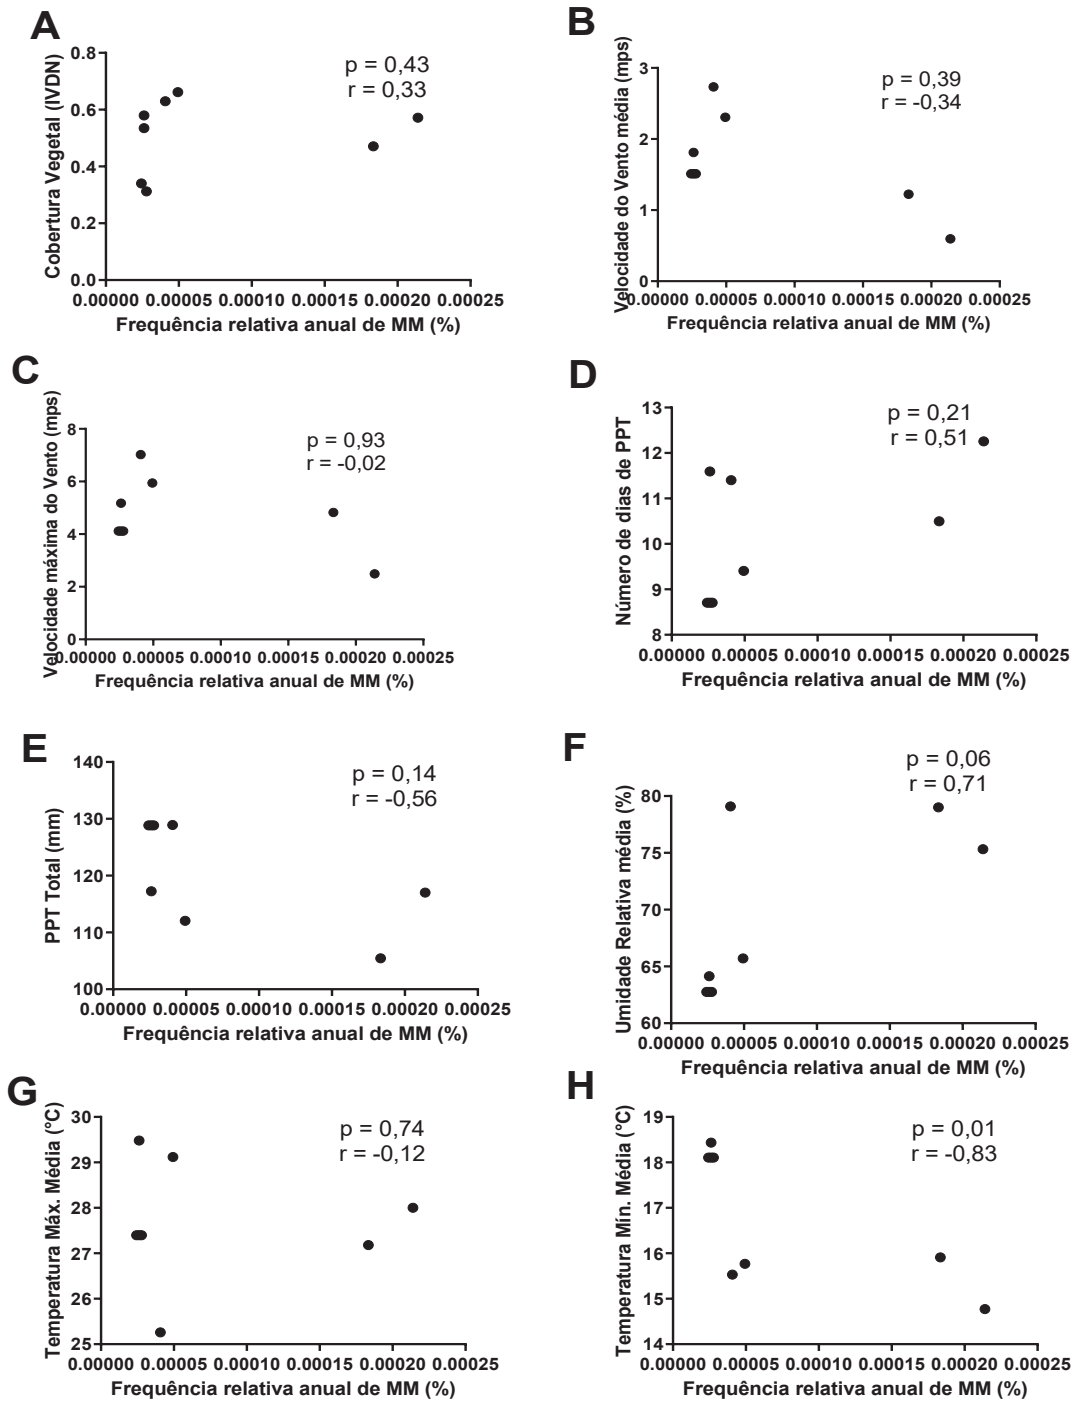 A
Cobertura Vegetal (IVDN)
0.8
0.6
0.4
0.2
0.0
p = 0,43
r = 0,33
0.00000 0.00005 0.00010 0.00015 0.00020 0.00025
Frequência relativa anual de MM (%)
B
Velocidade do Vento média (mps)
3
2
1
0
p = 0,39
r = -0,34
0.00000 0.00005 0.00010 0.00015 0.00020 0.00025
Frequência relativa anual de MM (%)
C
Velocidade máxima do Vento (mps)
8
6
4
2
0
p = 0,93
r = -0,02
0.00000 0.00005 0.00010 0.00015 0.00020 0.00025
Frequência relativa anual de MM (%)
D
Número de dias de PPT
13
12
11
10
9
8
p = 0,21
r = 0,51
0.00000 0.00005 0.00010 0.00015 0.00020 0.00025
Frequência relativa anual de MM (%)
E
PPT Total (mm)
140
130
120
110
100
p = 0,14
r = -0,56
0.00000 0.00005 0.00010 0.00015 0.00020 0.00025
Frequência relativa anual de MM (%)
F
Umidade Relativa média (%)
80
75
70
65
60
p = 0,06
r = 0,71
0.00000 0.00005 0.00010 0.00015 0.00020 0.00025
Frequência relativa anual de MM (%)
G
Temperatura Máx. Média (°C)
30
29
28
27
26
25
p = 0,74
r = -0,12
0.00000 0.00005 0.00010 0.00015 0.00020 0.00025
Frequência relativa anual de MM (%)
H
Temperatura Mín. Média (°C)
19
18
17
16
15
14
p = 0,01
r = -0,83
0.00000 0.00005 0.00010 0.00015 0.00020 0.00025
Frequência relativa anual de MM (%)